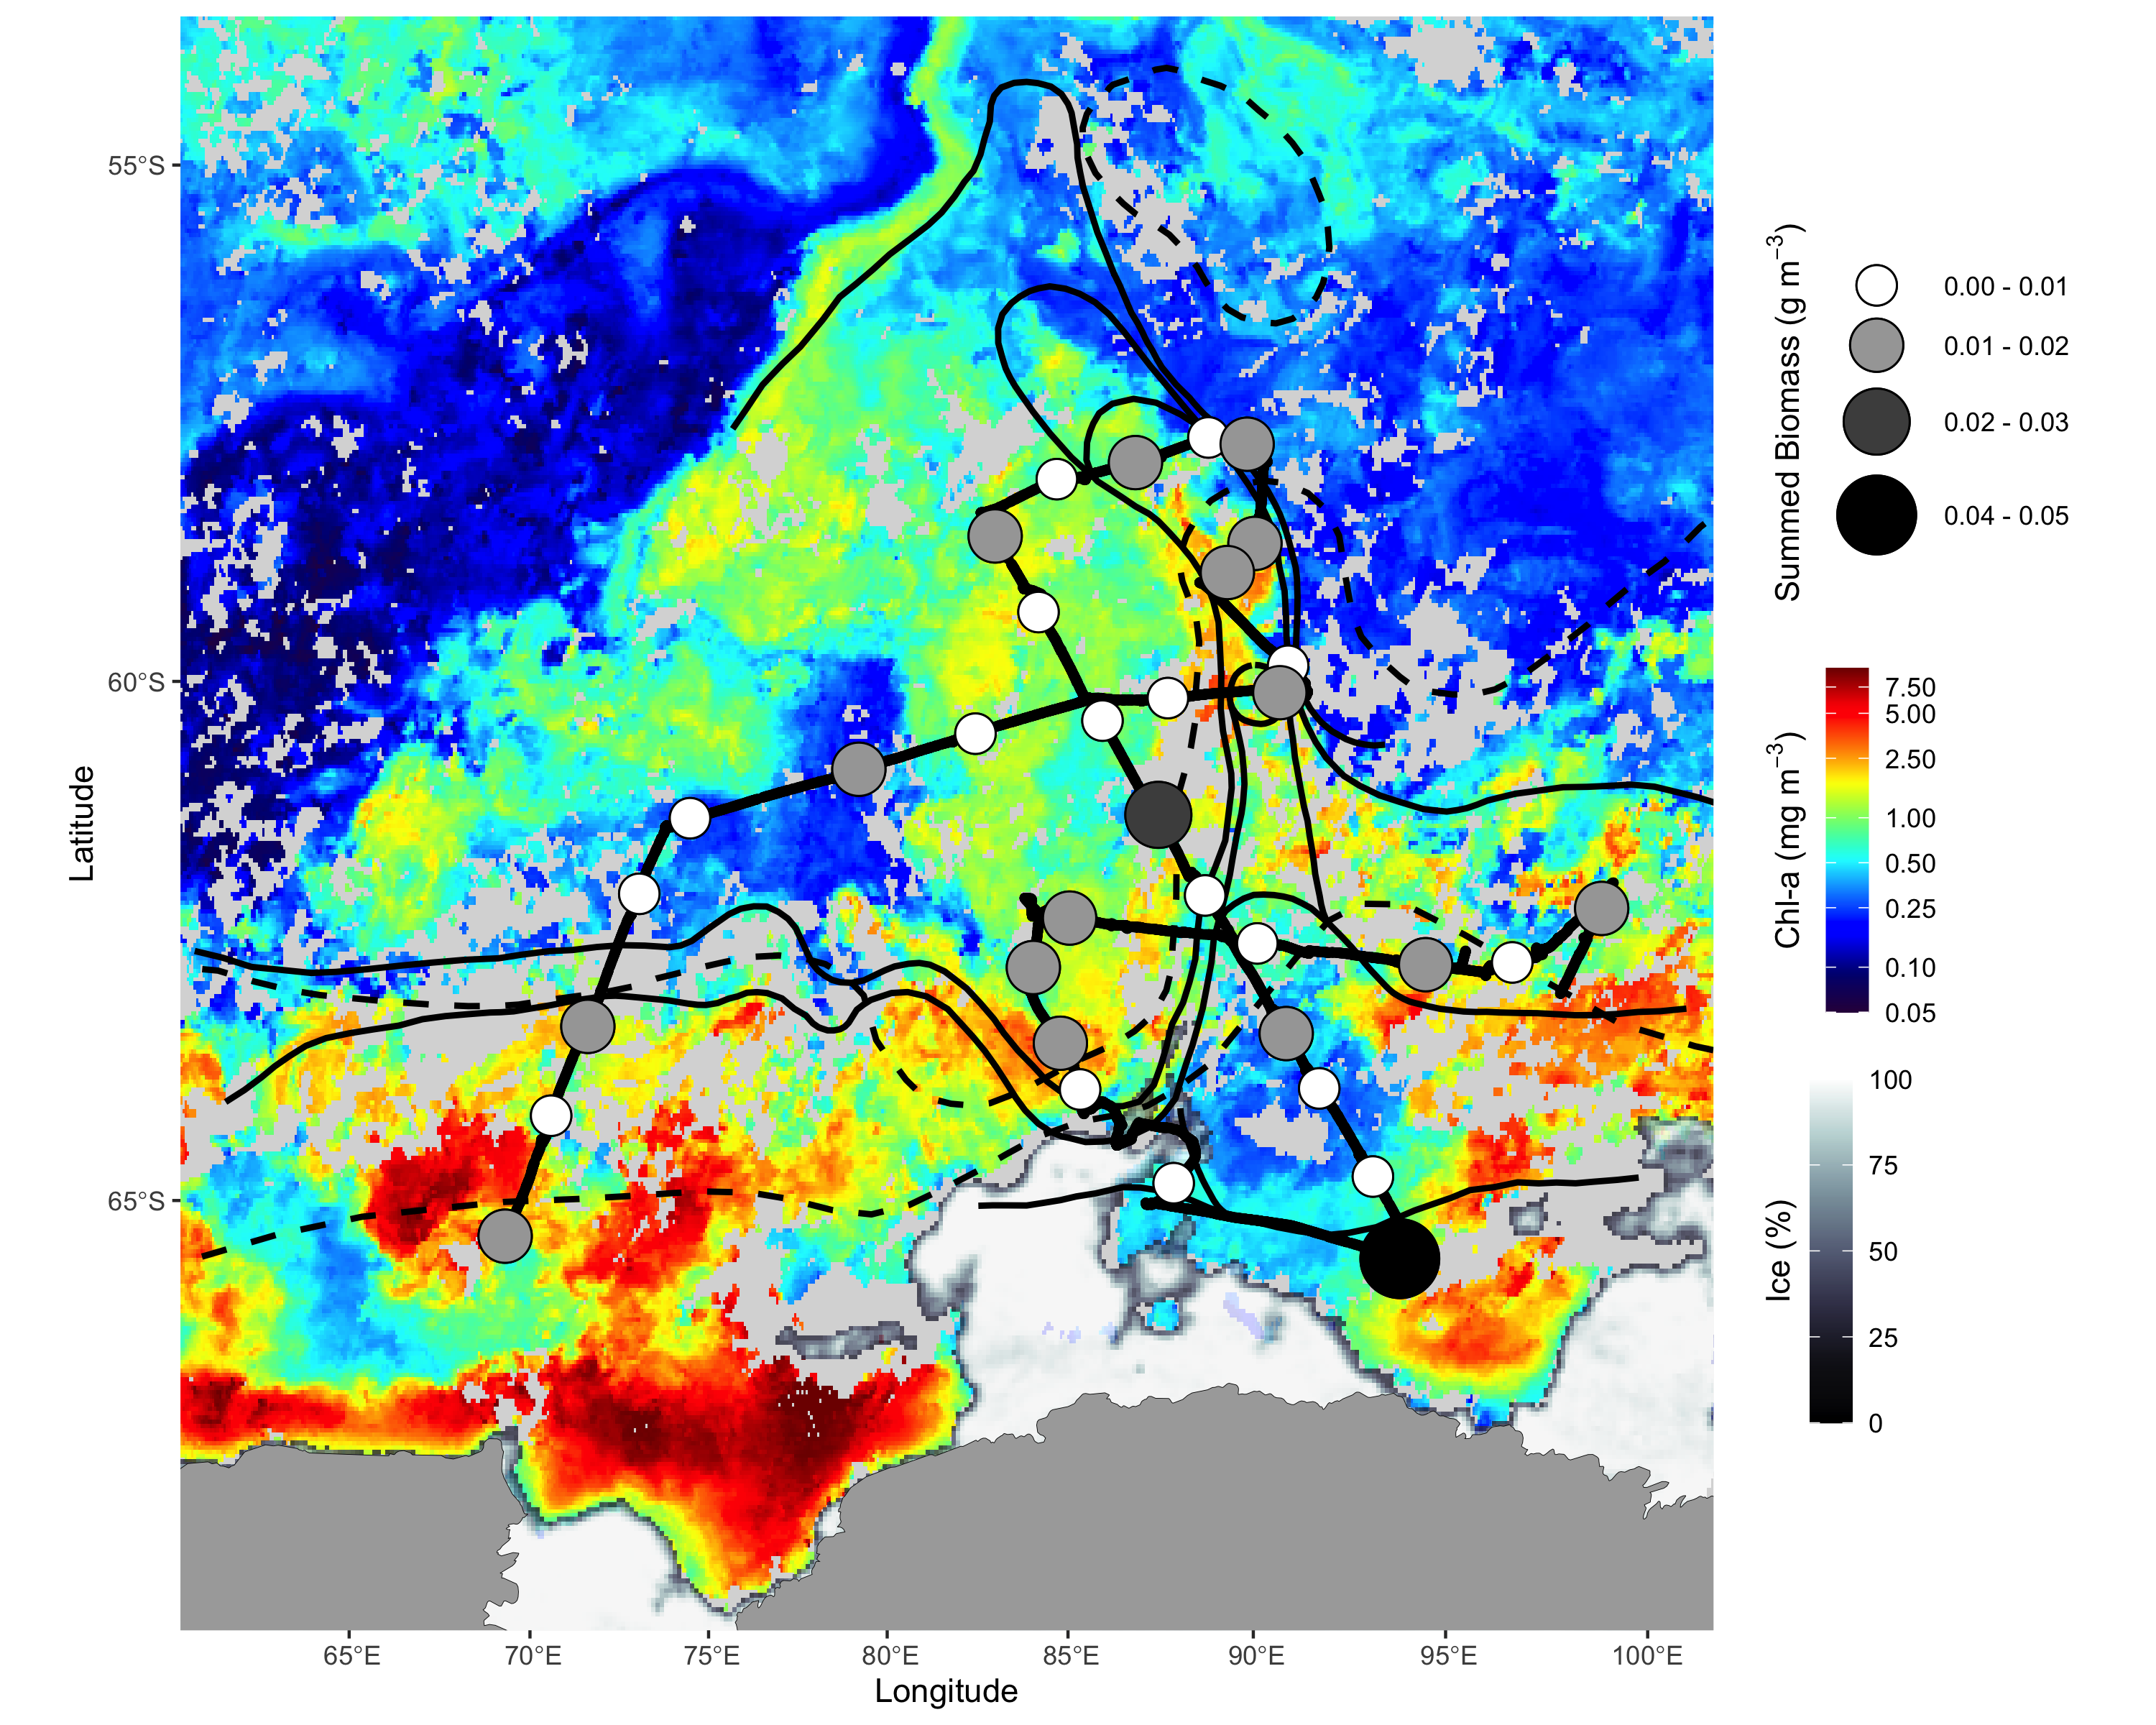 55°S
60°S
65°S
Latitude
65°E
70°E
75°E
80°E
85°E
90°E
95°E
100°E
Longitude
Summed Biomass (g m⁻³)
0.00 - 0.01
0.01 - 0.02
0.02 - 0.03
0.04 - 0.05
Chl-a (mg m⁻³)
7.50
5.00
2.50
1.00
0.50
0.25
0.10
0.05
Ice (%)
100
75
50
25
0